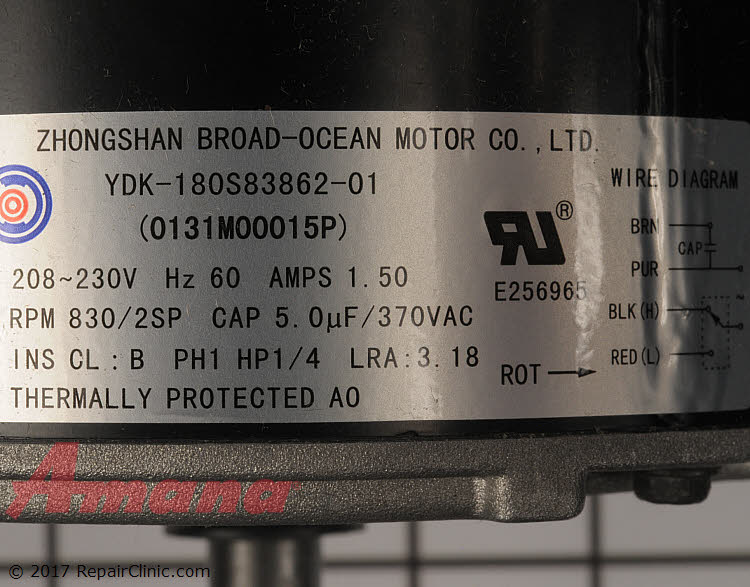 ZHONGSHAN BROAD-OCEAN MOTOR CO.,LTD.
YDK-180S83862-01
(0131M00015P)
208~230V Hz 60 AMPS 1.50
RPM 830/2SP CAP 5.0μF/370VAC
INS CL:B PH1 HP1/4 LRA:3.18
THERMALLY PROTECTED AO
®
E256965
ROT
WIRE DIAGRAM
BRN
CAP
PUR
BLK(H)
RED(L)
~
Amana
© 2017 RepairClinic.com